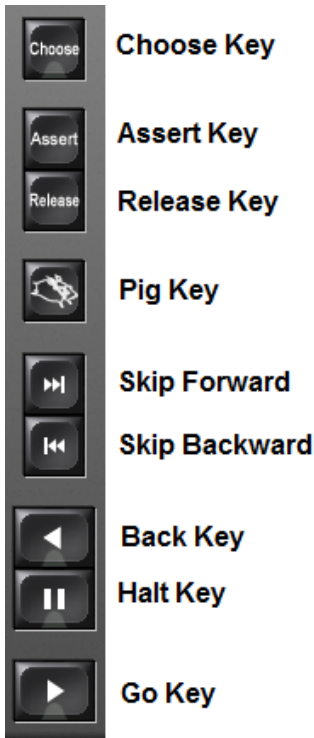 Choose Choose Key
Assert Assert Key
Release Release Key
Pig Key
Skip Forward
Skip Backward
Back Key
Halt Key
Go Key